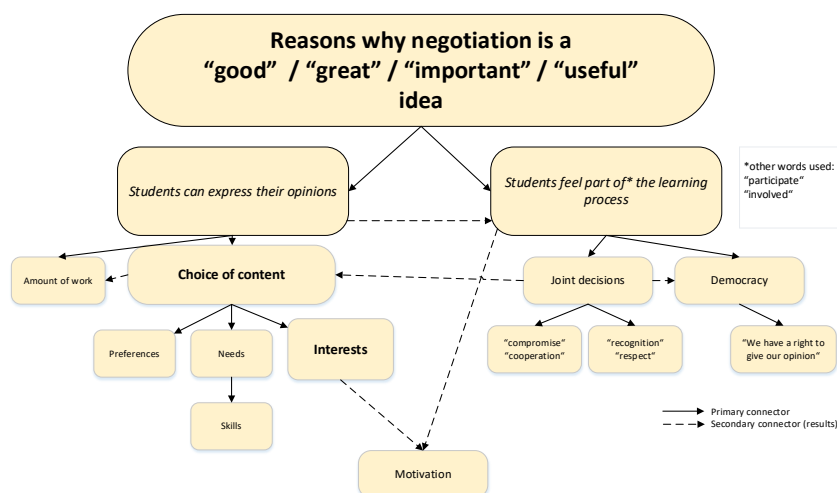 Reasons why negotiation is a
“good” / “great” / “important” / “useful”
idea
Students can express their opinions
Students feel part of* the learning
process
*other words used:
“participate“
“involved“
Amount of work
Choice of content
Joint decisions
Democracy
Preferences
Needs
Interests
“compromise“
“cooperation“
“recognition“
“respect“
“We have a right to
give our opinion“
Skills
Primary connector
Secondary connector (results)
Motivation